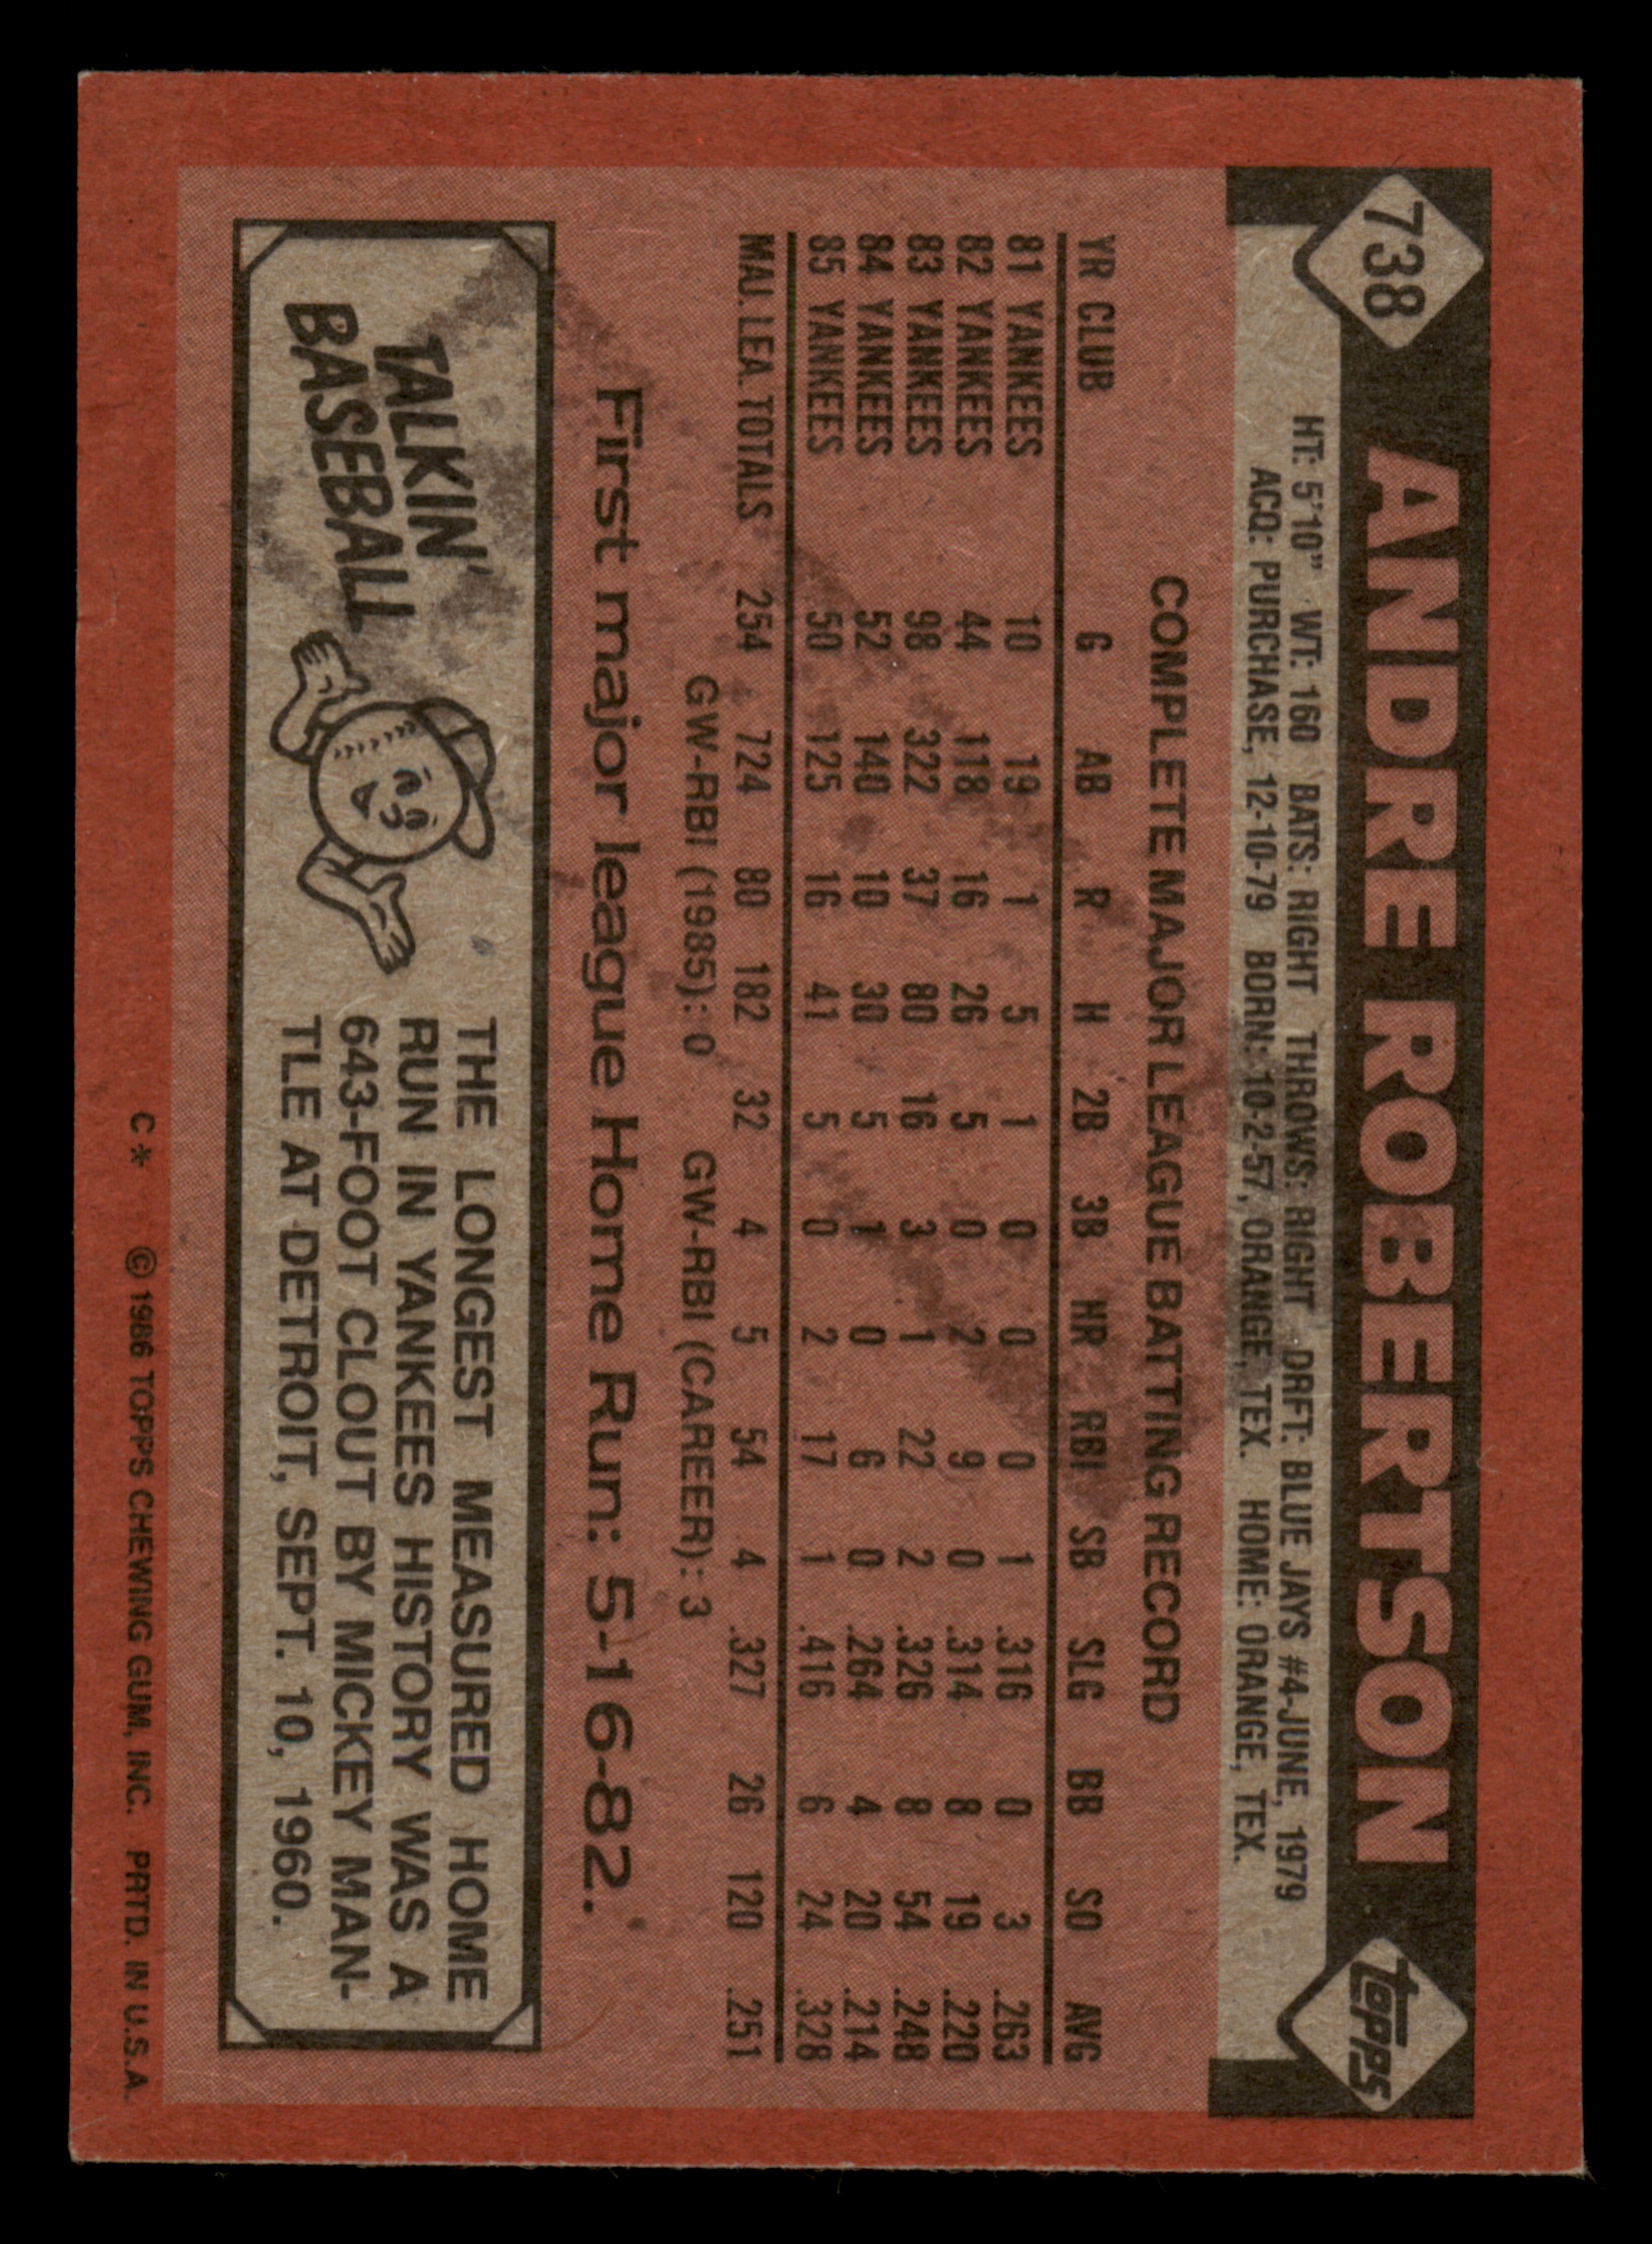 738
ANDRE ROBERTSON
topps
HT: 5'10" WT: 160 BATS: RIGHT THROWS: RIGHT DRFT: BLUE JAYS #4-JUNE, 1979
ACQ: PURCHASE, 12-10-79 BORN: 10-2-57, ORANGE, TEX. HOME: ORANGE, TEX.
COMPLETE MAJOR LEAGUE BATTING RECORD
YR CLUB G AB R H 2B 3B HR RBI SB SLG BB SO AVG
81 YANKEES 10 19 1 5 1 0 0 0 1 .316 0 3 .263
82 YANKEES 44 118 16 26 5 0 2 9 0 .314 8 19 .220
83 YANKEES 98 322 37 80 16 3 1 22 2 .326 8 54 .248
84 YANKEES 52 140 10 30 5 1 0 6 0 .264 4 20 .214
85 YANKEES 50 125 16 41 5 0 2 17 1 .416 6 24 .328
MAJ. LEA. TOTALS 254 724 80 182 32 4 5 54 4 .327 26 120 .251
GW-RBI (1985): 0 GW-RBI (CAREER): 3
First major league Home Run: 5-16-82.
TALKIN'
BASEBALL
THE LONGEST MEASURED HOME
RUN IN YANKEES HISTORY WAS A
643-FOOT CLOUT BY MICKEY MAN-
TLE AT DETROIT, SEPT. 10, 1960.
C* © 1986 TOPPS CHEWING GUM, INC. PRTD. IN U.S.A.